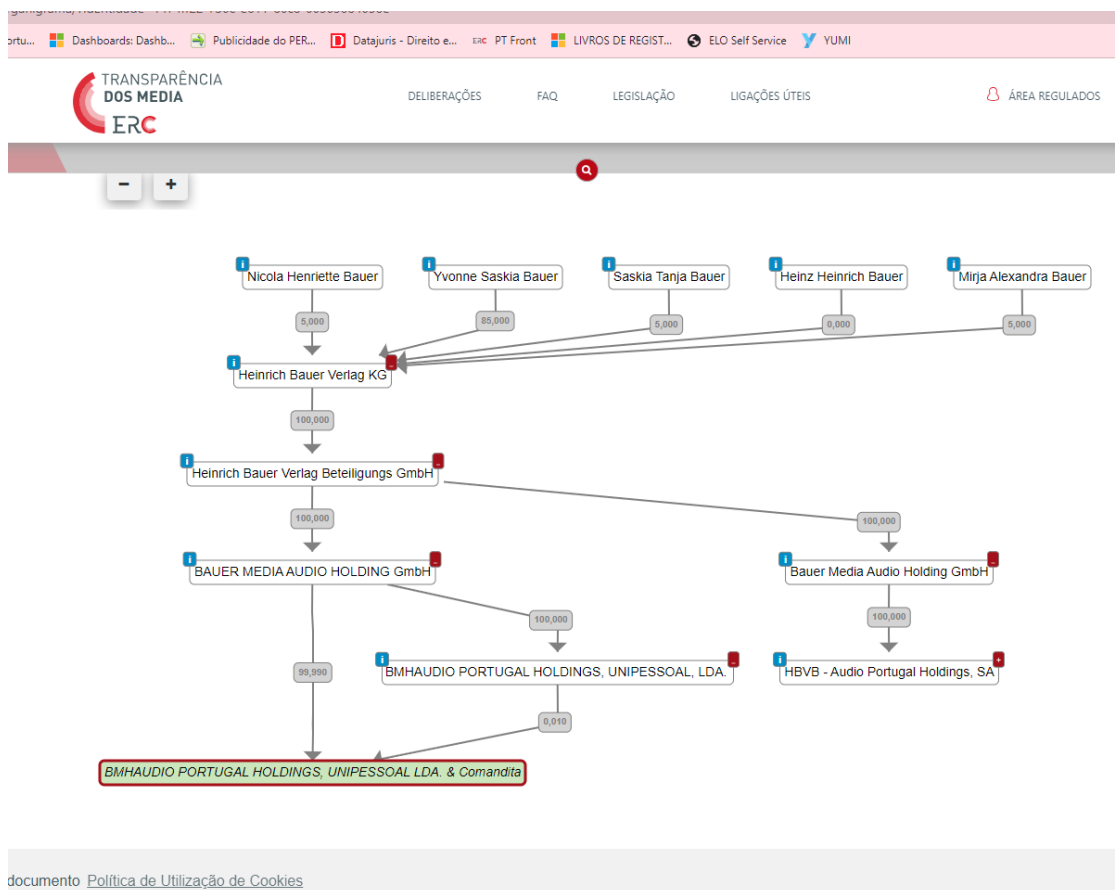 ortu...
Dashboards: Dashb...
Publicidade do PER...
Datajuris - Direito e...
ERC PT Front
LIVROS DE REGIST...
ELO Self Service
YUMI
TRANSPARÊNCIA
DOS MEDIA
ERC
DELIBERAÇÕES
FAQ
LEGISLAÇÃO
LIGAÇÕES ÚTEIS
ÁREA REGULADOS
− +
Nicola Henriette Bauer
Yvonne Saskia Bauer
Saskia Tanja Bauer
Heinz Heinrich Bauer
Mirja Alexandra Bauer
5,000
85,000
5,000
0,000
5,000
Heinrich Bauer Verlag KG
100,000
Heinrich Bauer Verlag Beteiligungs GmbH
100,000
100,000
BAUER MEDIA AUDIO HOLDING GmbH
Bauer Media Audio Holding GmbH
100,000
100,000
99,990
BMHAUDIO PORTUGAL HOLDINGS, UNIPESSOAL, LDA.
HBVB - Audio Portugal Holdings, SA
0,010
BMHAUDIO PORTUGAL HOLDINGS, UNIPESSOAL LDA. & Comandita
documento Política de Utilização de Cookies